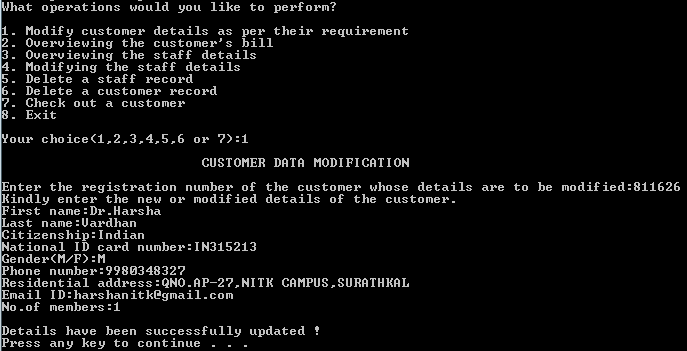 What operations would you like to perform?
1. Modify customer details as per their requirement
2. Overviewing the customer's bill
3. Overviewing the staff details
4. Modifying the staff details
5. Delete a staff record
6. Delete a customer record
7. Check out a customer
8. Exit
Your choice(1,2,3,4,5,6 or 7):1
CUSTOMER DATA MODIFICATION
Enter the registration number of the customer whose details are to be modified:811626
Kindly enter the new or modified details of the customer.
First name:Dr.Harsha
Last name:Vardhan
Citizenship:Indian
National ID card number:IN315213
Gender(M/F):M
Phone number:9980348327
Residential address:QNO.AP-27,NITK CAMPUS,SURATHKAL
Email ID:harshanitk@gmail.com
No.of members:1
Details have been successfully updated !
Press any key to continue . . .